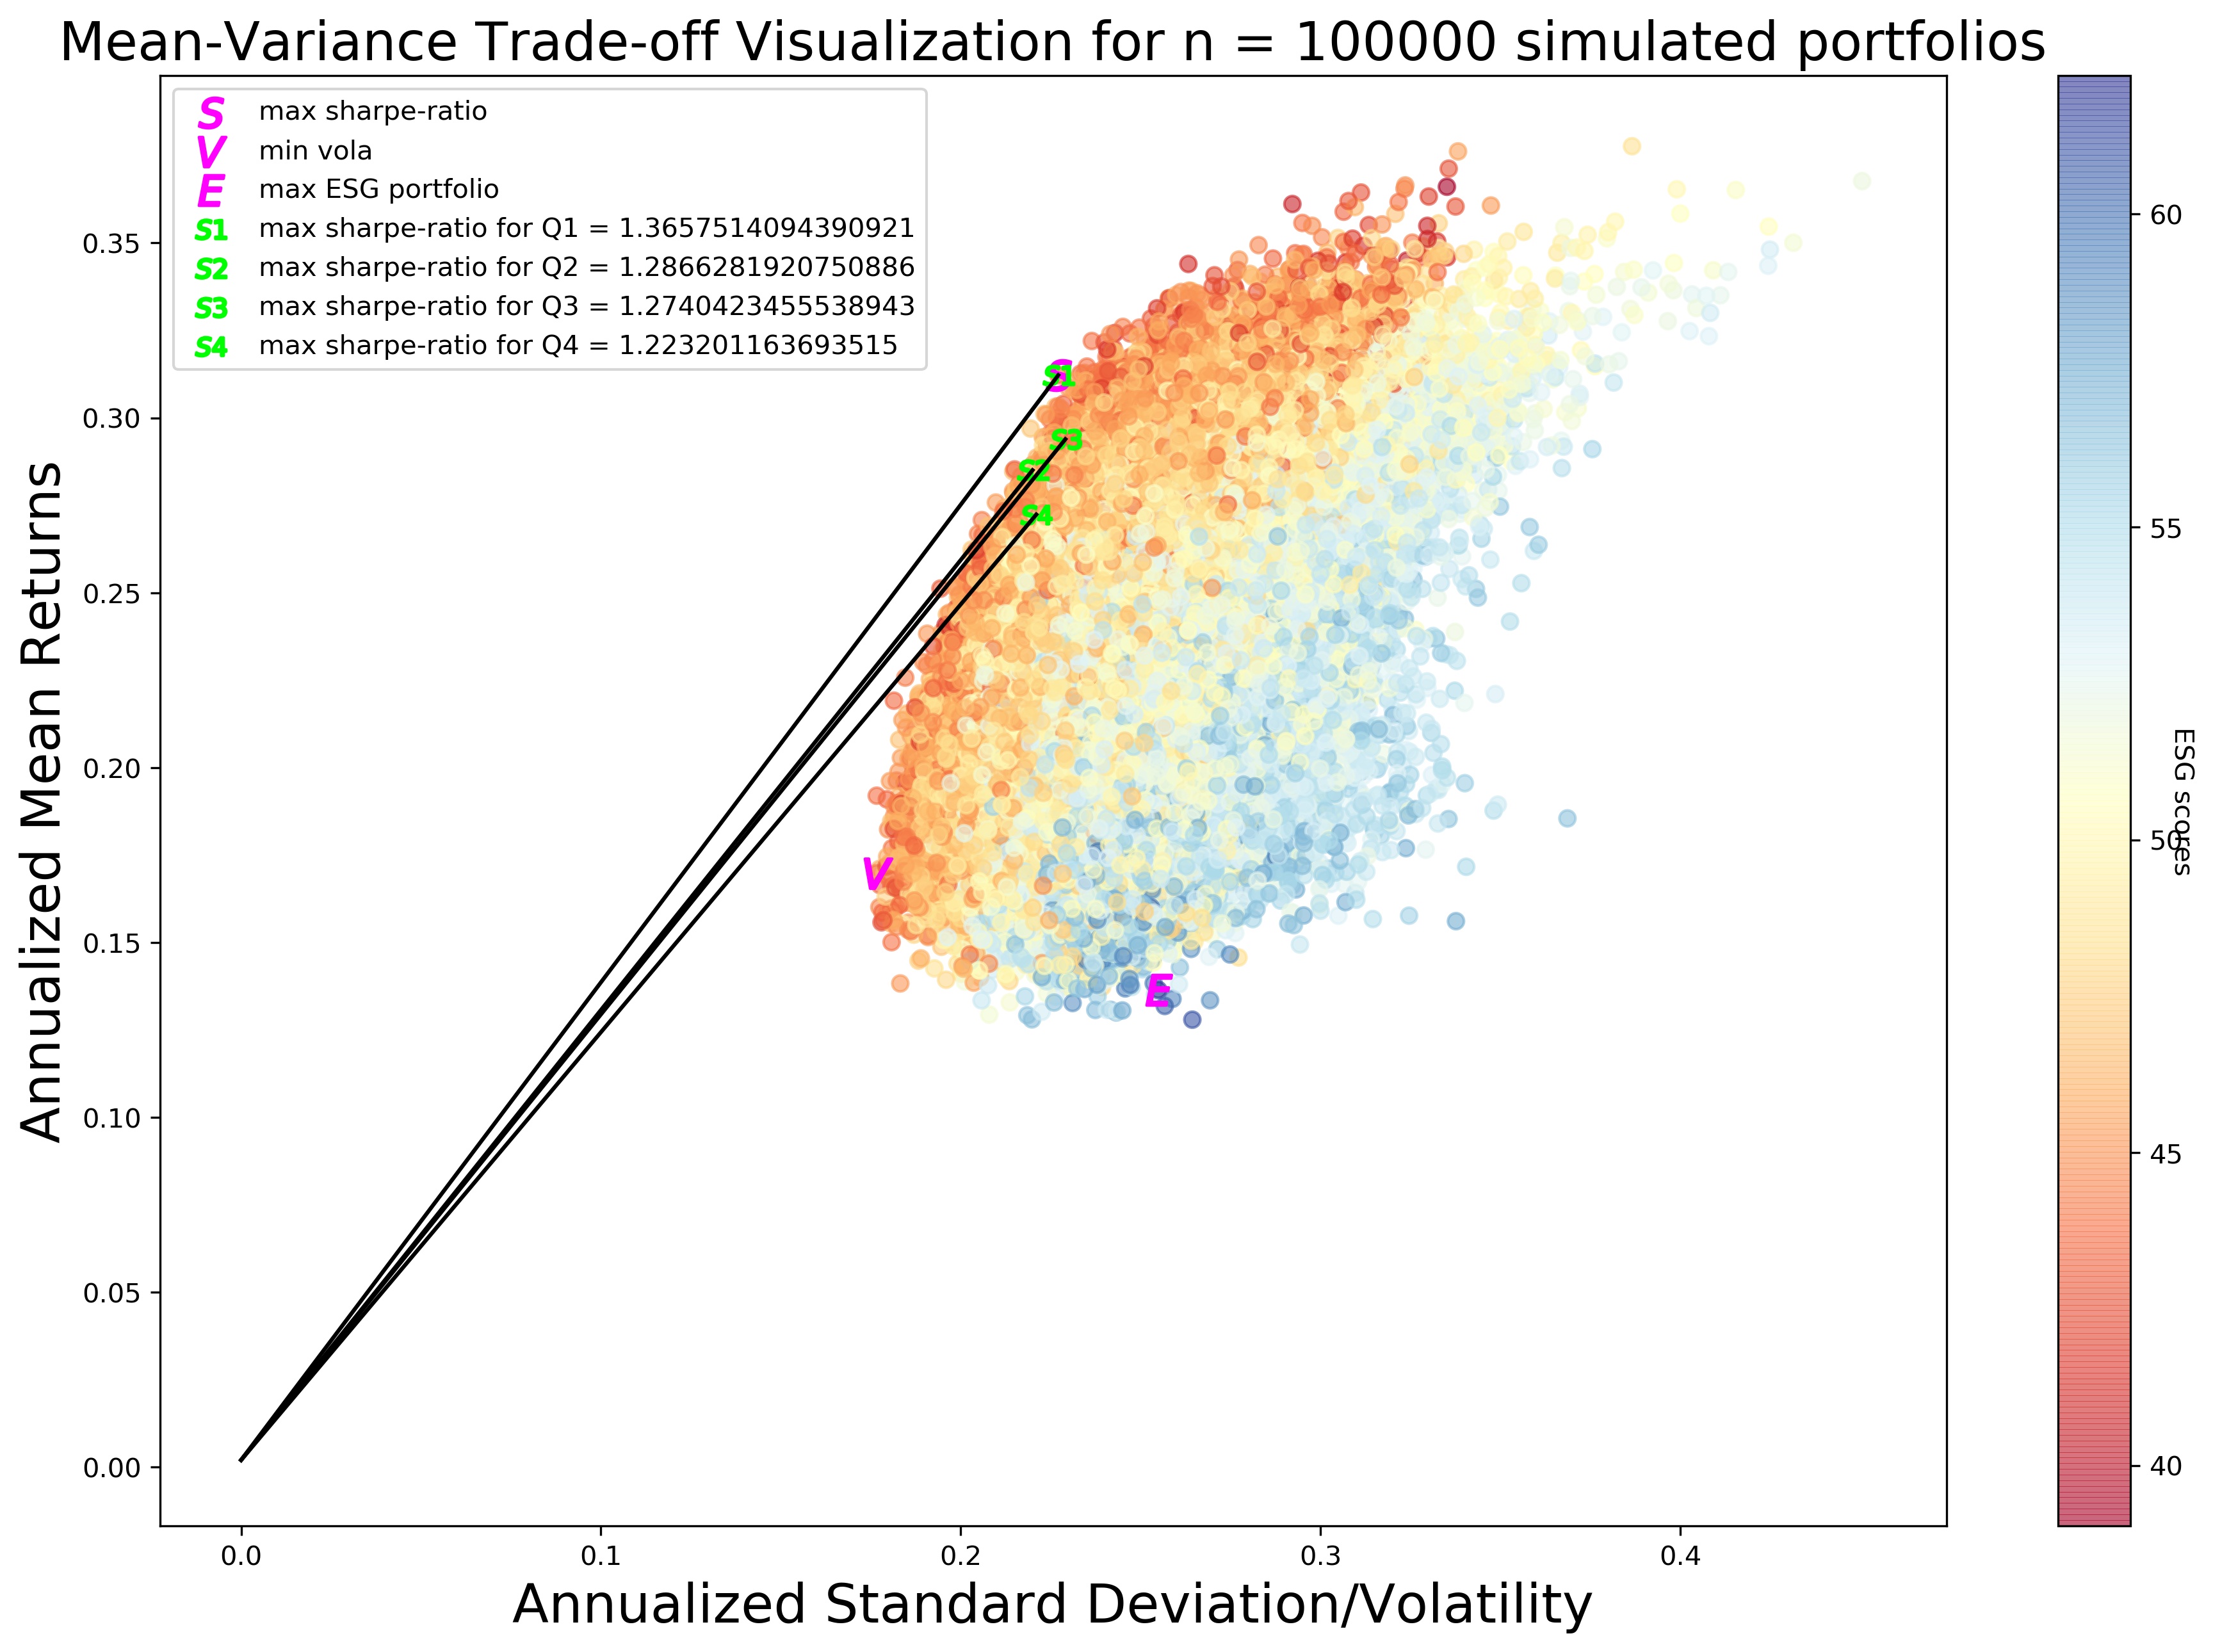 Mean-Variance Trade-off Visualization for n = 100000 simulated portfolios
S max sharpe-ratio
V min vola
E max ESG portfolio
S1 max sharpe-ratio for Q1 = 1.3657514094390921
S2 max sharpe-ratio for Q2 = 1.2866281920750886
S3 max sharpe-ratio for Q3 = 1.2740423455538943
S4 max sharpe-ratio for Q4 = 1.223201163693515
Annualized Mean Returns
0.35
0.30
0.25
0.20
0.15
0.10
0.05
0.00
S
S1
S3
S2
S4
V
E
0.0 0.1 0.2 0.3 0.4
Annualized Standard Deviation/Volatility
60
55
50
45
40
ESG scores